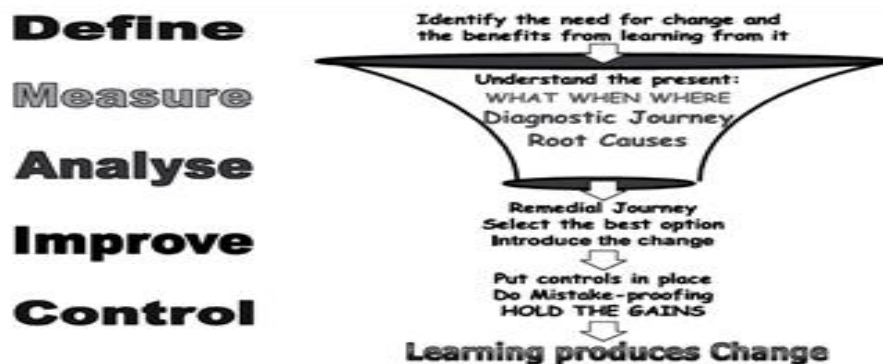 Define
Measure
Analyse
Improve
Control
Identify the need for change and
the benefits from learning from it
Understand the present:
WHAT WHEN WHERE
Diagnostic Journey
Root Causes
Remedial Journey
Select the best option
Introduce the change
Put controls in place
Do Mistake-proofing
HOLD THE GAINS
Learning produces Change